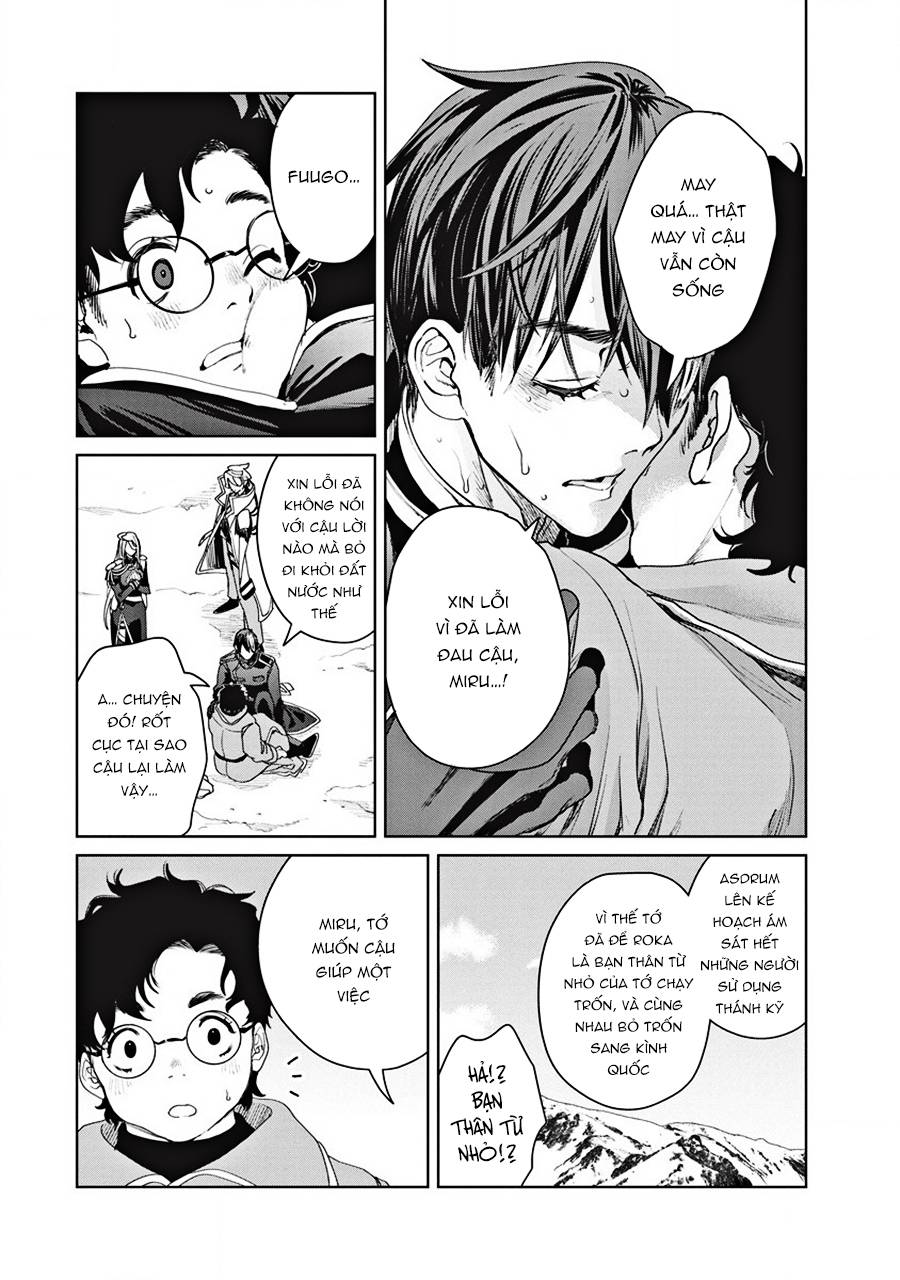 MAY
QUÁ... THẬT
MAY VÌ CẬU
VẪN CÒN
SỐNG
XIN LỖI
VÌ ĐÃ LÀM
ĐAU CẬU,
MIRU...!
FUUGO...
XIN LỖI ĐÃ
KHÔNG NÓI
VỚI CẬU LỜI
NÀO MÀ BỎ
ĐI KHỎI ĐẤT
NƯỚC NHƯ
THẾ
A... CHUYỆN
ĐÓ! RỐT
CỤC TẠI SAO
CẬU LẠI LÀM
VẬY...
ASDRUM
LÊN KẾ
HOẠCH ÁM
SÁT HẾT
NHỮNG NGƯỜI
SỬ DỤNG
THÁNH KỸ
VÌ THẾ TỚ
ĐÃ ĐỂ ROKA
LÀ BẠN THÂN TỪ
NHỎ CỦA TỚ CHẠY
TRỐN, VÀ CÙNG
NHAU BỎ TRỐN
SANG KÌNH
QUỐC
HẢ!?
BẠN
THÂN TỪ
NHỎ!?
MIRU, TỚ
MUỐN CẬU
GIÚP MỘT
VIỆC